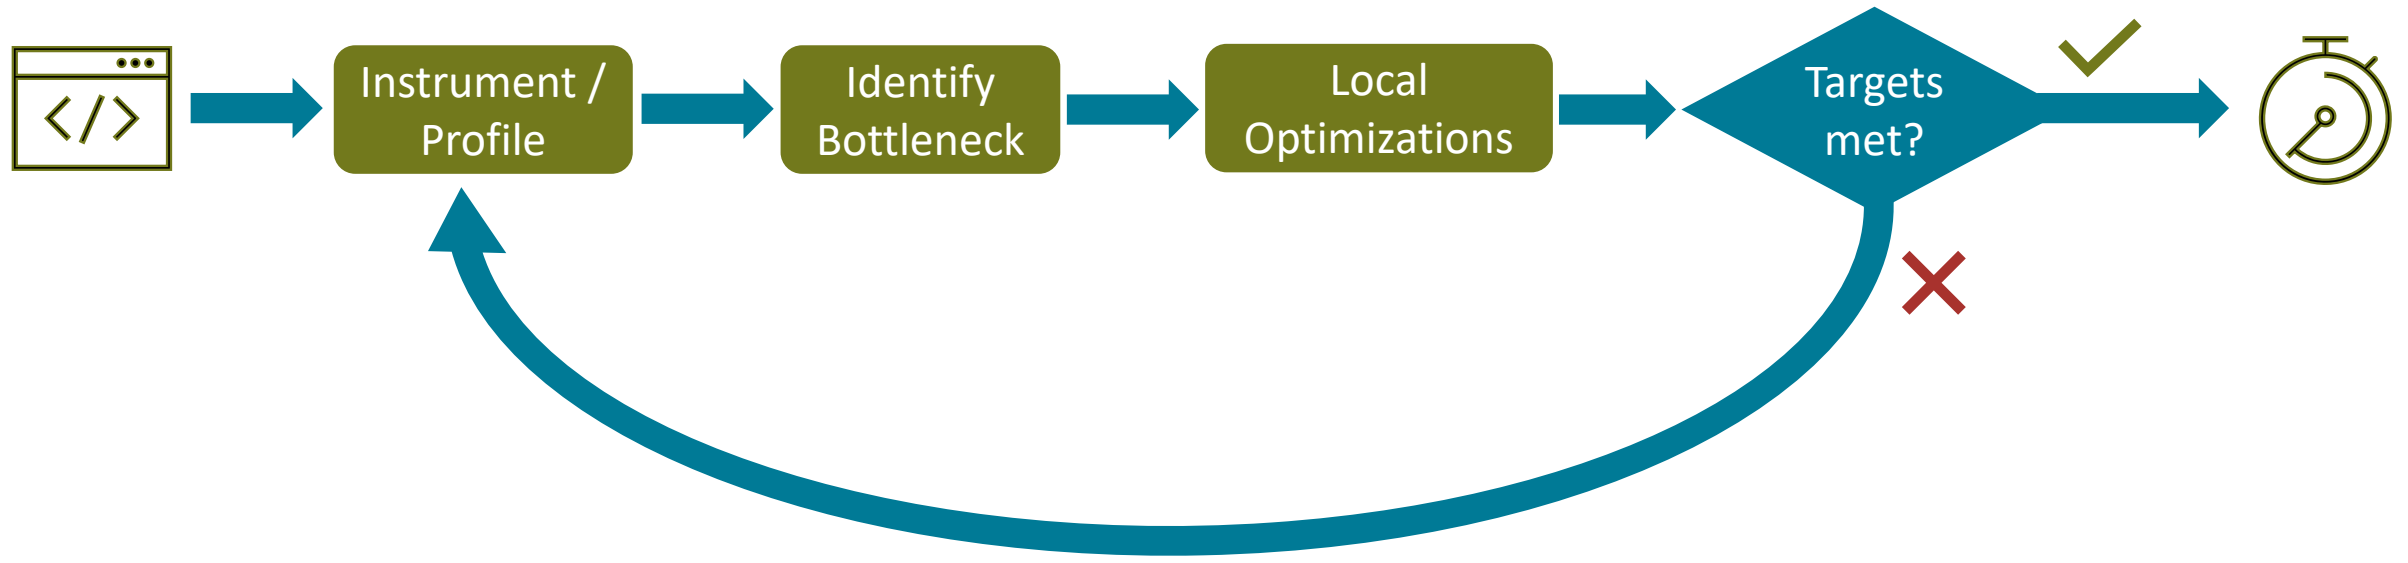 </>
Instrument /
Profile
Identify
Bottleneck
Local
Optimizations
Targets
met?